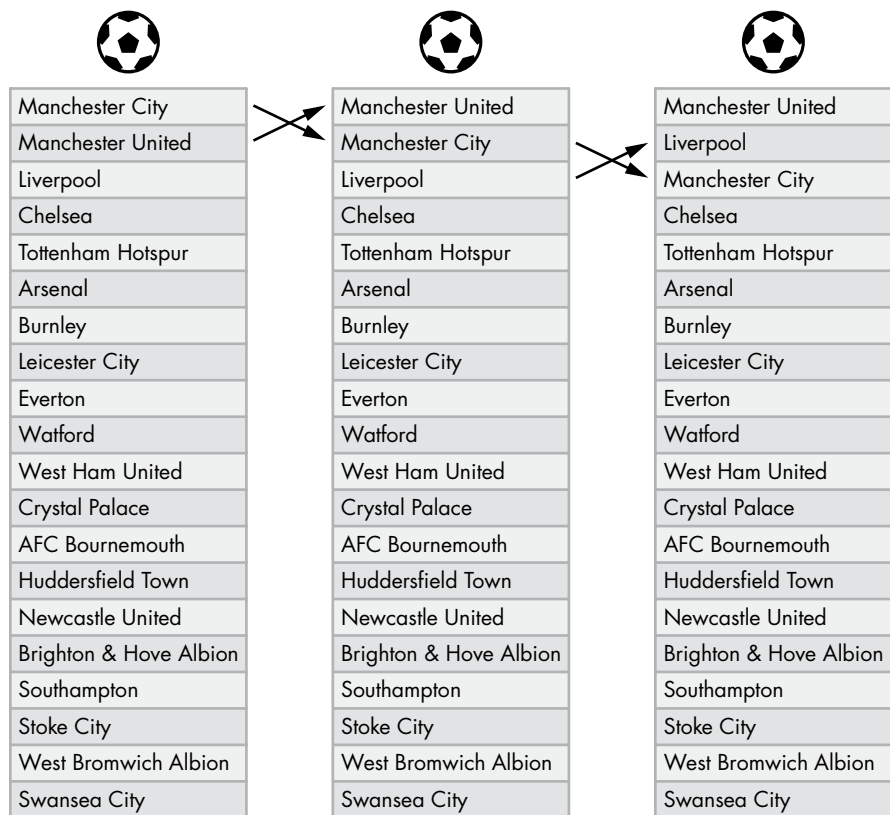 Manchester City
Manchester United
Liverpool
Chelsea
Tottenham Hotspur
Arsenal
Burnley
Leicester City
Everton
Watford
West Ham United
Crystal Palace
AFC Bournemouth
Huddersfield Town
Newcastle United
Brighton & Hove Albion
Southampton
Stoke City
West Bromwich Albion
Swansea City
Manchester United
Manchester City
Liverpool
Chelsea
Tottenham Hotspur
Arsenal
Burnley
Leicester City
Everton
Watford
West Ham United
Crystal Palace
AFC Bournemouth
Huddersfield Town
Newcastle United
Brighton & Hove Albion
Southampton
Stoke City
West Bromwich Albion
Swansea City
Manchester United
Liverpool
Manchester City
Chelsea
Tottenham Hotspur
Arsenal
Burnley
Leicester City
Everton
Watford
West Ham United
Crystal Palace
AFC Bournemouth
Huddersfield Town
Newcastle United
Brighton & Hove Albion
Southampton
Stoke City
West Bromwich Albion
Swansea City